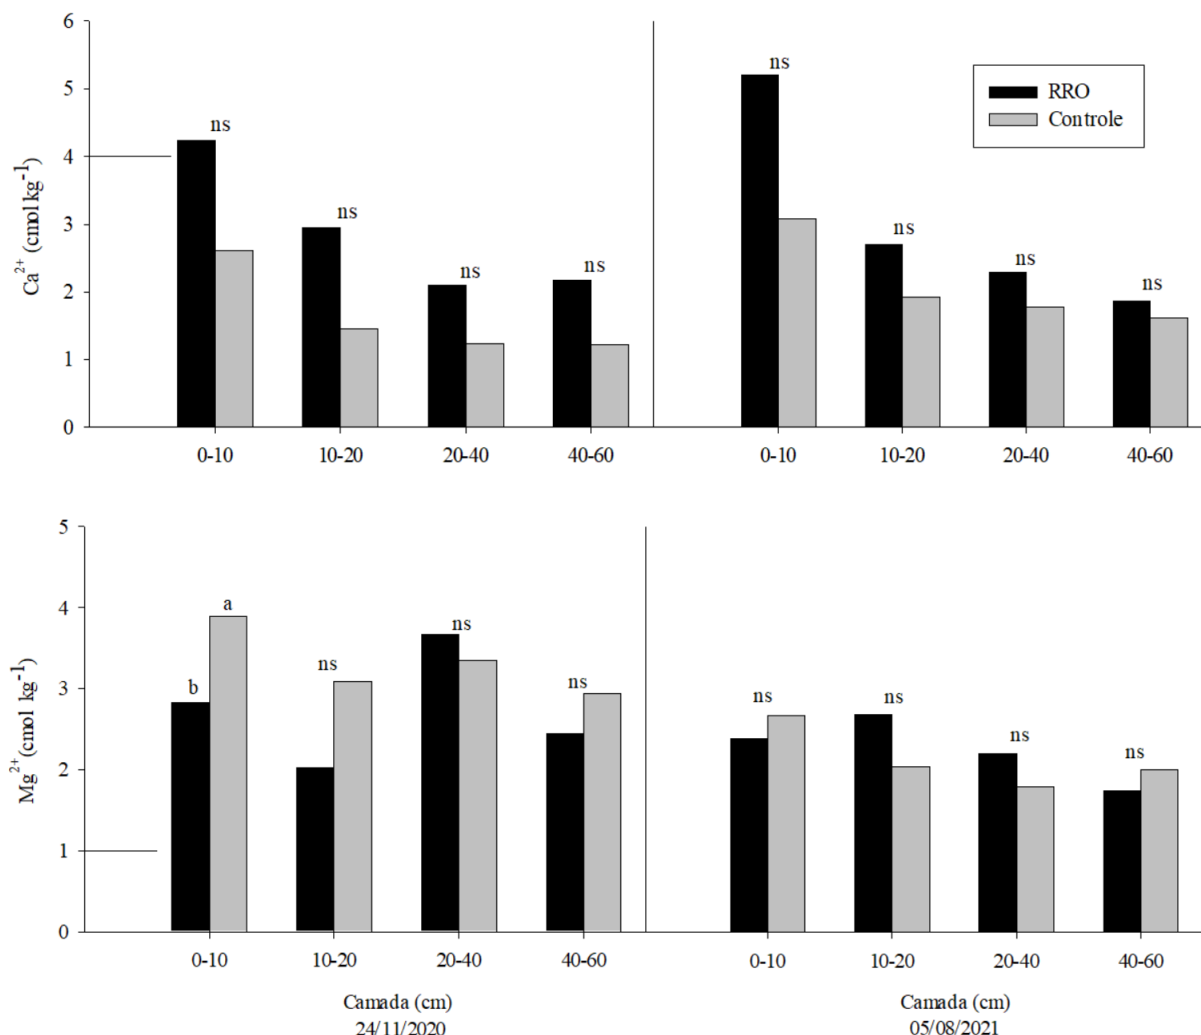 6
5
4
3
2
1
0
Ca²⁺ (cmol kg⁻¹)
ns
ns
ns
ns
ns
ns
ns
ns
RRO
Controle
0-10
10-20
20-40
40-60
0-10
10-20
20-40
40-60
5
4
3
2
1
0
Mg²⁺ (cmol kg⁻¹)
b
a
ns
ns
ns
ns
ns
ns
ns
0-10
10-20
20-40
40-60
0-10
10-20
20-40
40-60
Camada (cm)
24/11/2020
Camada (cm)
05/08/2021